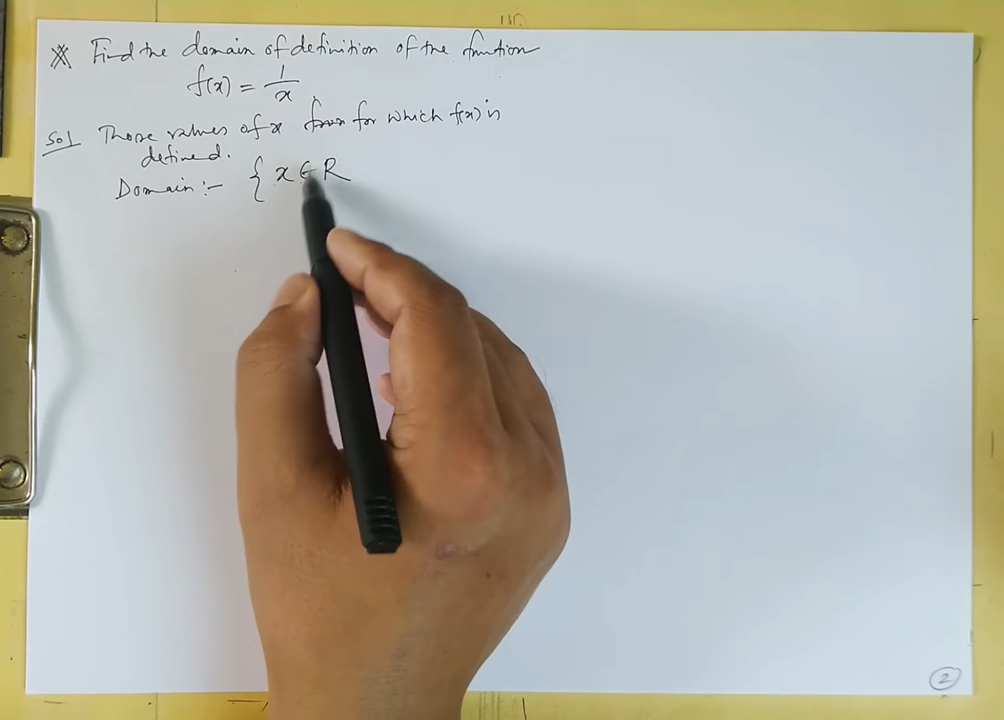 Find the domain of definition of the function
f(x) = 1/x
Sol Those values of x for which f(x) is
defined.
Domain :- { x ∈ R
2